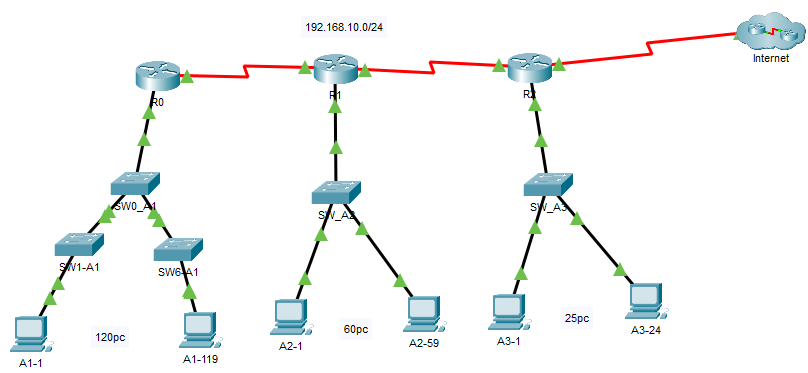 192.168.10.0/24
Internet
R0
R1
R2
SW0_A1
SW_A2
SW_A3
SW1-A1
SW6-A1
120pc
60pc
25pc
A1-1
A1-119
A2-1
A2-59
A3-1
A3-24